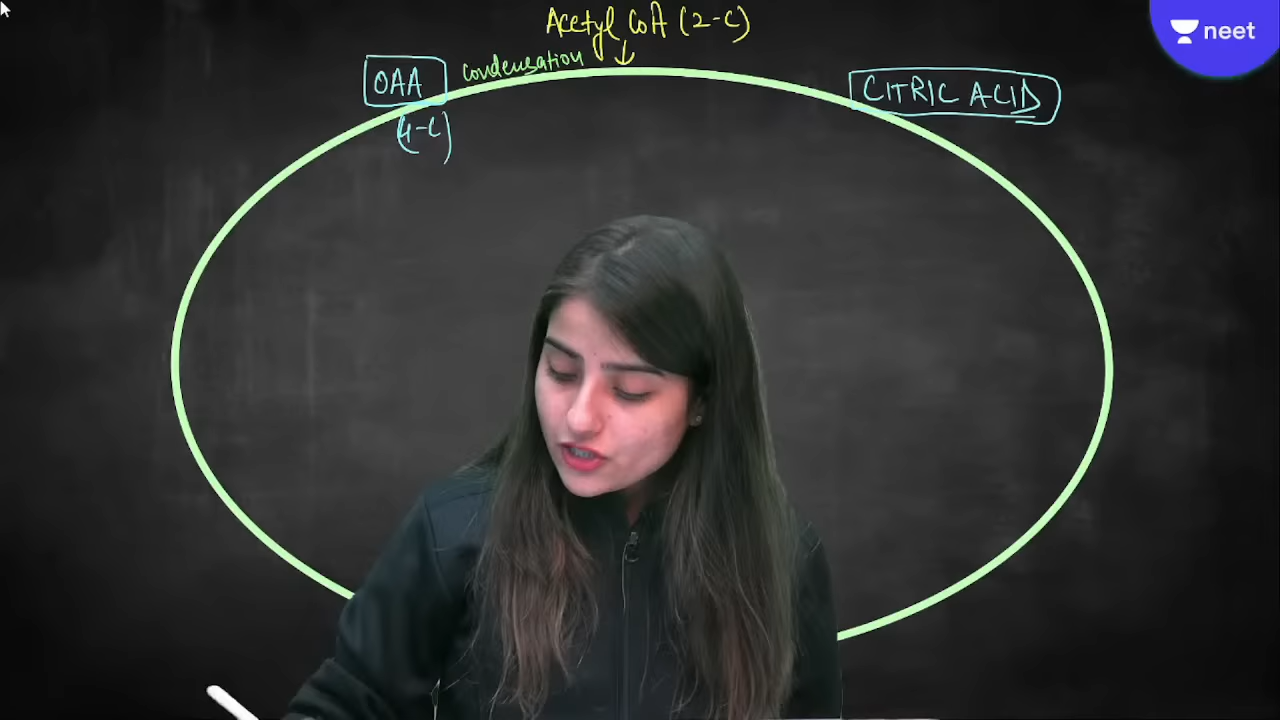 Acetyl CoA (2-C)
neet
condensation
OAA
CITRIC ACID
(4-C)